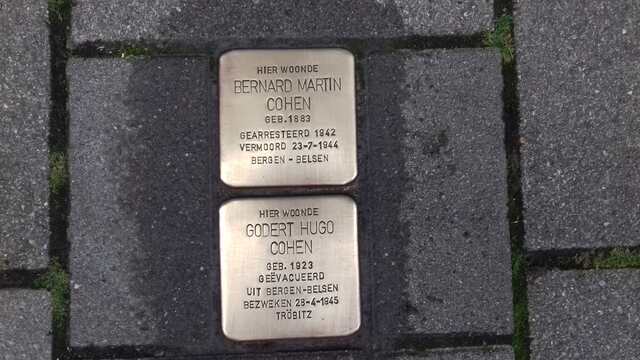 HIER WOONDE
BERNARD MARTIN
COHEN
GEB.1883
GEARRESTEERD 1942
VERMOORD 23-7-1944
BERGEN - BELSEN
HIER WOONDE
GODERT HUGO
COHEN
GEB. 1923
GEËVACUEERD
UIT BERGEN-BELSEN
BEZWEKEN 28-4-1945
TRÖBITZ